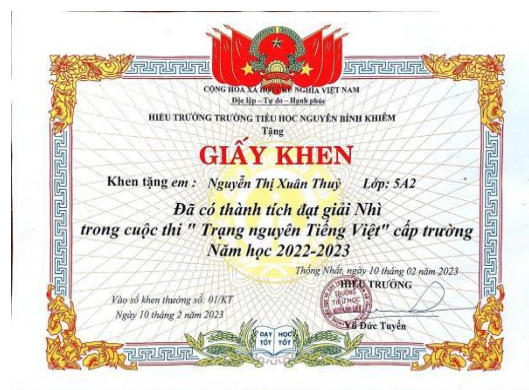 CỘNG HÒA XÃ HỘI CHỦ NGHĨA VIỆT NAM
Độc lập – Tự do – Hạnh phúc
HIỆU TRƯỞNG TRƯỜNG TIỂU HỌC NGUYỄN BỈNH KHIÊM
Tặng
GIẤY KHEN
Khen tặng em : Nguyễn Thị Xuân Thuỷ Lớp: 5A2
Đã có thành tích đạt giải Nhì
trong cuộc thi " Trạng nguyên Tiếng Việt" cấp trường
Năm học 2022-2023
Thống Nhất, ngày 10 tháng 02 năm 2023
HIỆU TRƯỞNG
Vào sổ khen thưởng số: 01/KT
Ngày 10 tháng 2 năm 2023
TRƯỜNG
TIỂU HỌC
Vũ Đức Tuyển
DẠY TỐT
HỌC TỐT